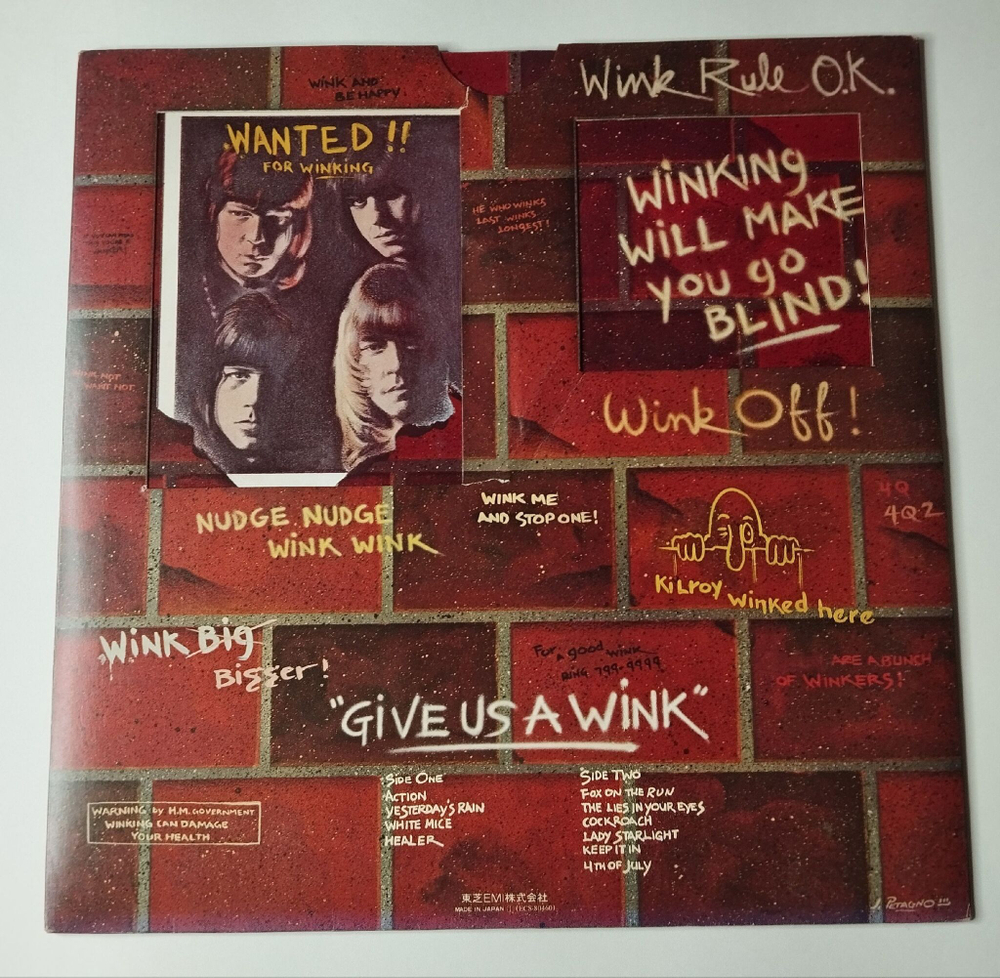 WINK AND
BE HAPPY.
Wink Rule O.K.
WANTED!!
FOR WINKING
WINKING
WILL MAKE
YOU gO
BLIND!
HE WHO WINKS
LAST WINKS
LONGEST!
WANT NOT
Wink Off!
NUDGE NUDGE
WINK WINK
WINK ME
AND STOP ONE!
4Q
4Q2
KiLroy winked here
WINK Big
Bigger!
For a good wink
RING 799-9999
ARE A BUNCH
OF WINKERS!
"GIVE US A WINK"
SIDE ONE
ACTION
YESTERDAY'S RAIN
WHITE MICE
HEALER
SIDE TWO
FOX ON THE RUN
THE LIES IN YOUR EYES
COCKROACH
LADY STARLIGHT
KEEP IT IN
4TH OF JULY
WARNING by H.M. GOVERNMENT
WINKING CAN DAMAGE
YOUR HEALTH
東芝EMI株式会社
MADE IN JAPAN
J. PETAGNO